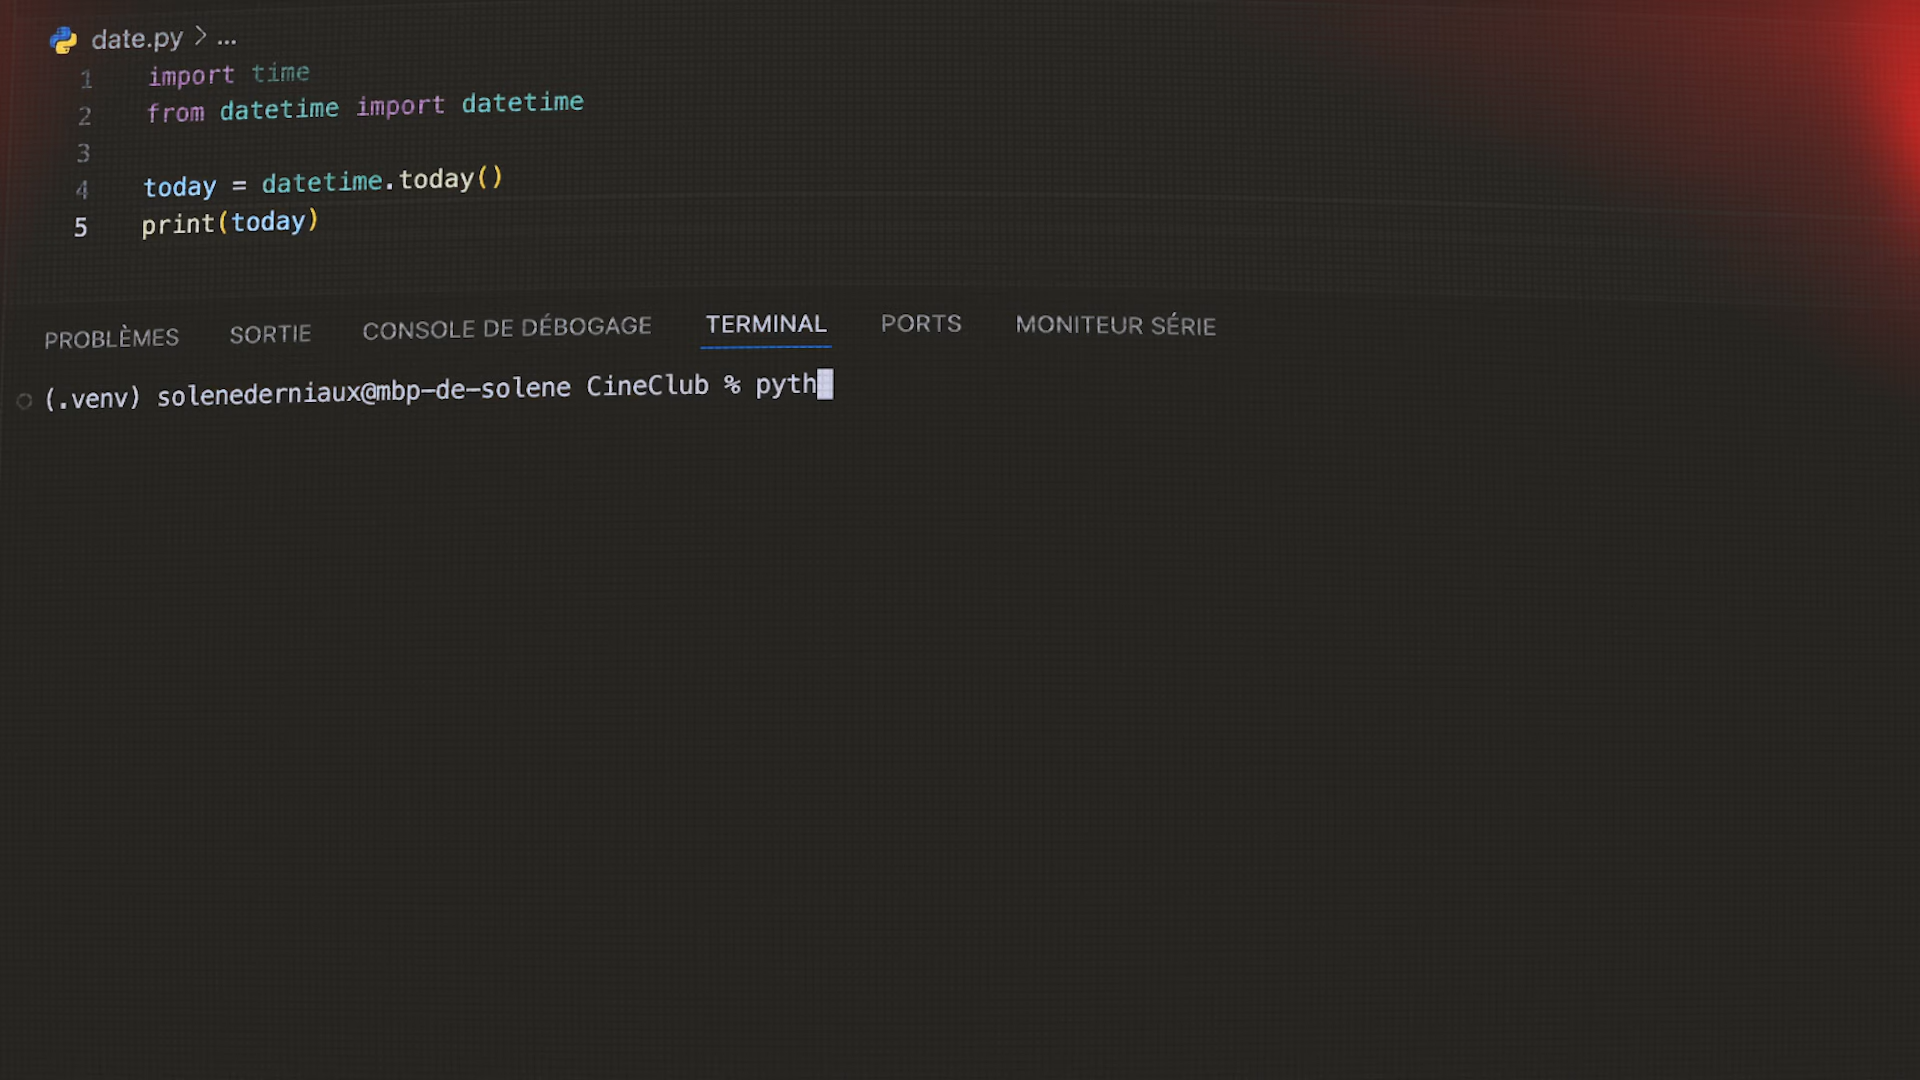 date.py > ...
1 import time
2 from datetime import datetime
3
4 today = datetime.today()
5 print(today)
PROBLÈMES SORTIE CONSOLE DE DÉBOGAGE TERMINAL PORTS MONITEUR SÉRIE
(.venv) solenederniaux@mbp-de-solene CineClub % pyth